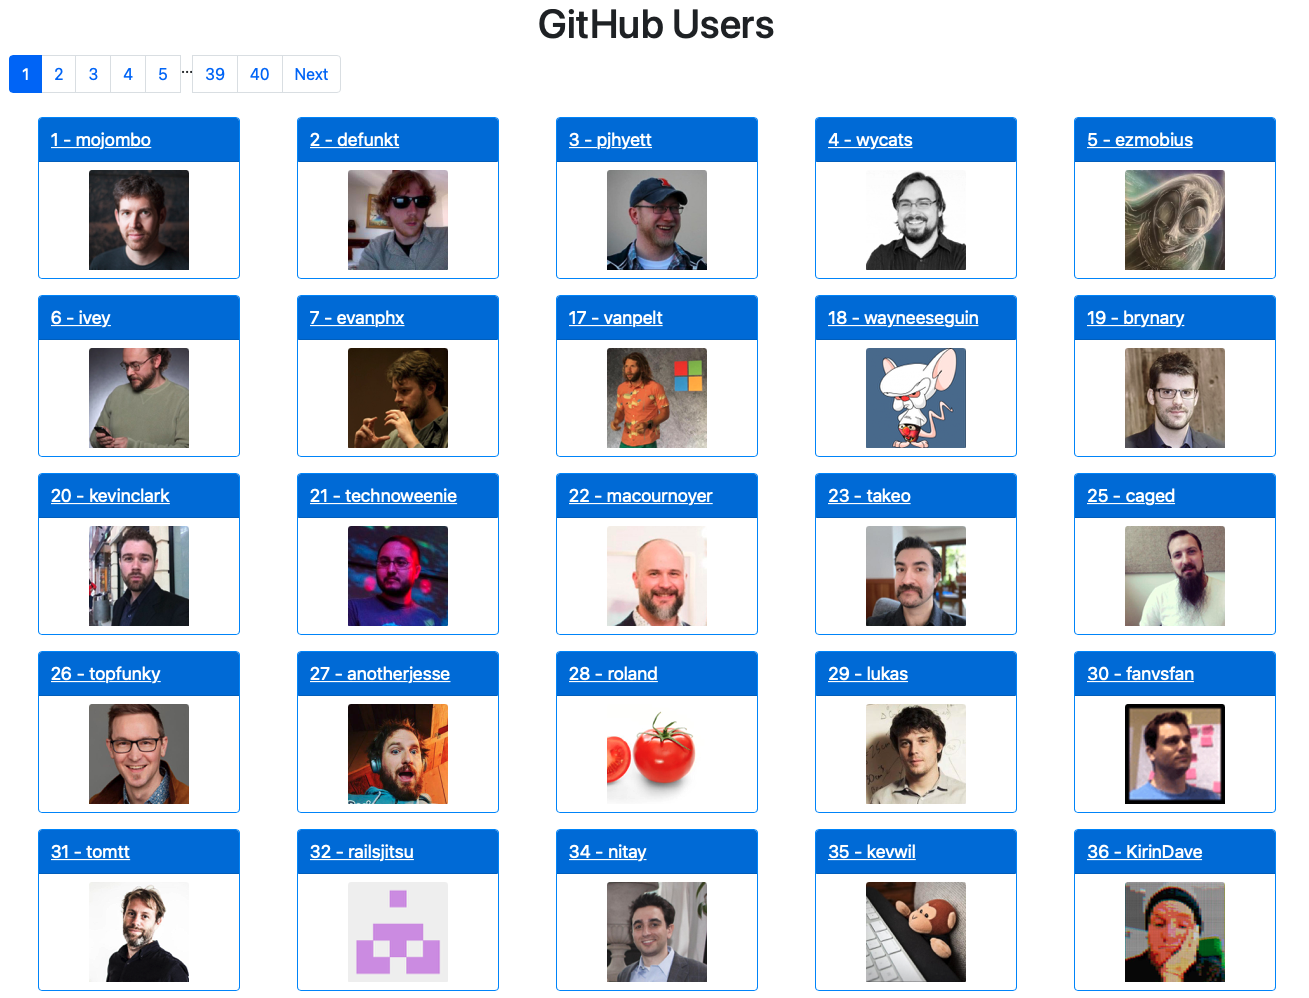 GitHub Users
1 2 3 4 5 ... 39 40 Next
1 - mojombo 2 - defunkt 3 - pjhyett 4 - wycats 5 - ezmobius
6 - ivey 7 - evanphx 17 - vanpelt 18 - wayneeseguin 19 - brynary
20 - kevinclark 21 - technoweenie 22 - macournoyer 23 - takeo 25 - caged
26 - topfunky 27 - anotherjesse 28 - roland 29 - lukas 30 - fanvsfan
31 - tomtt 32 - railsjitsu 34 - nitay 35 - kevwil 36 - KirinDave